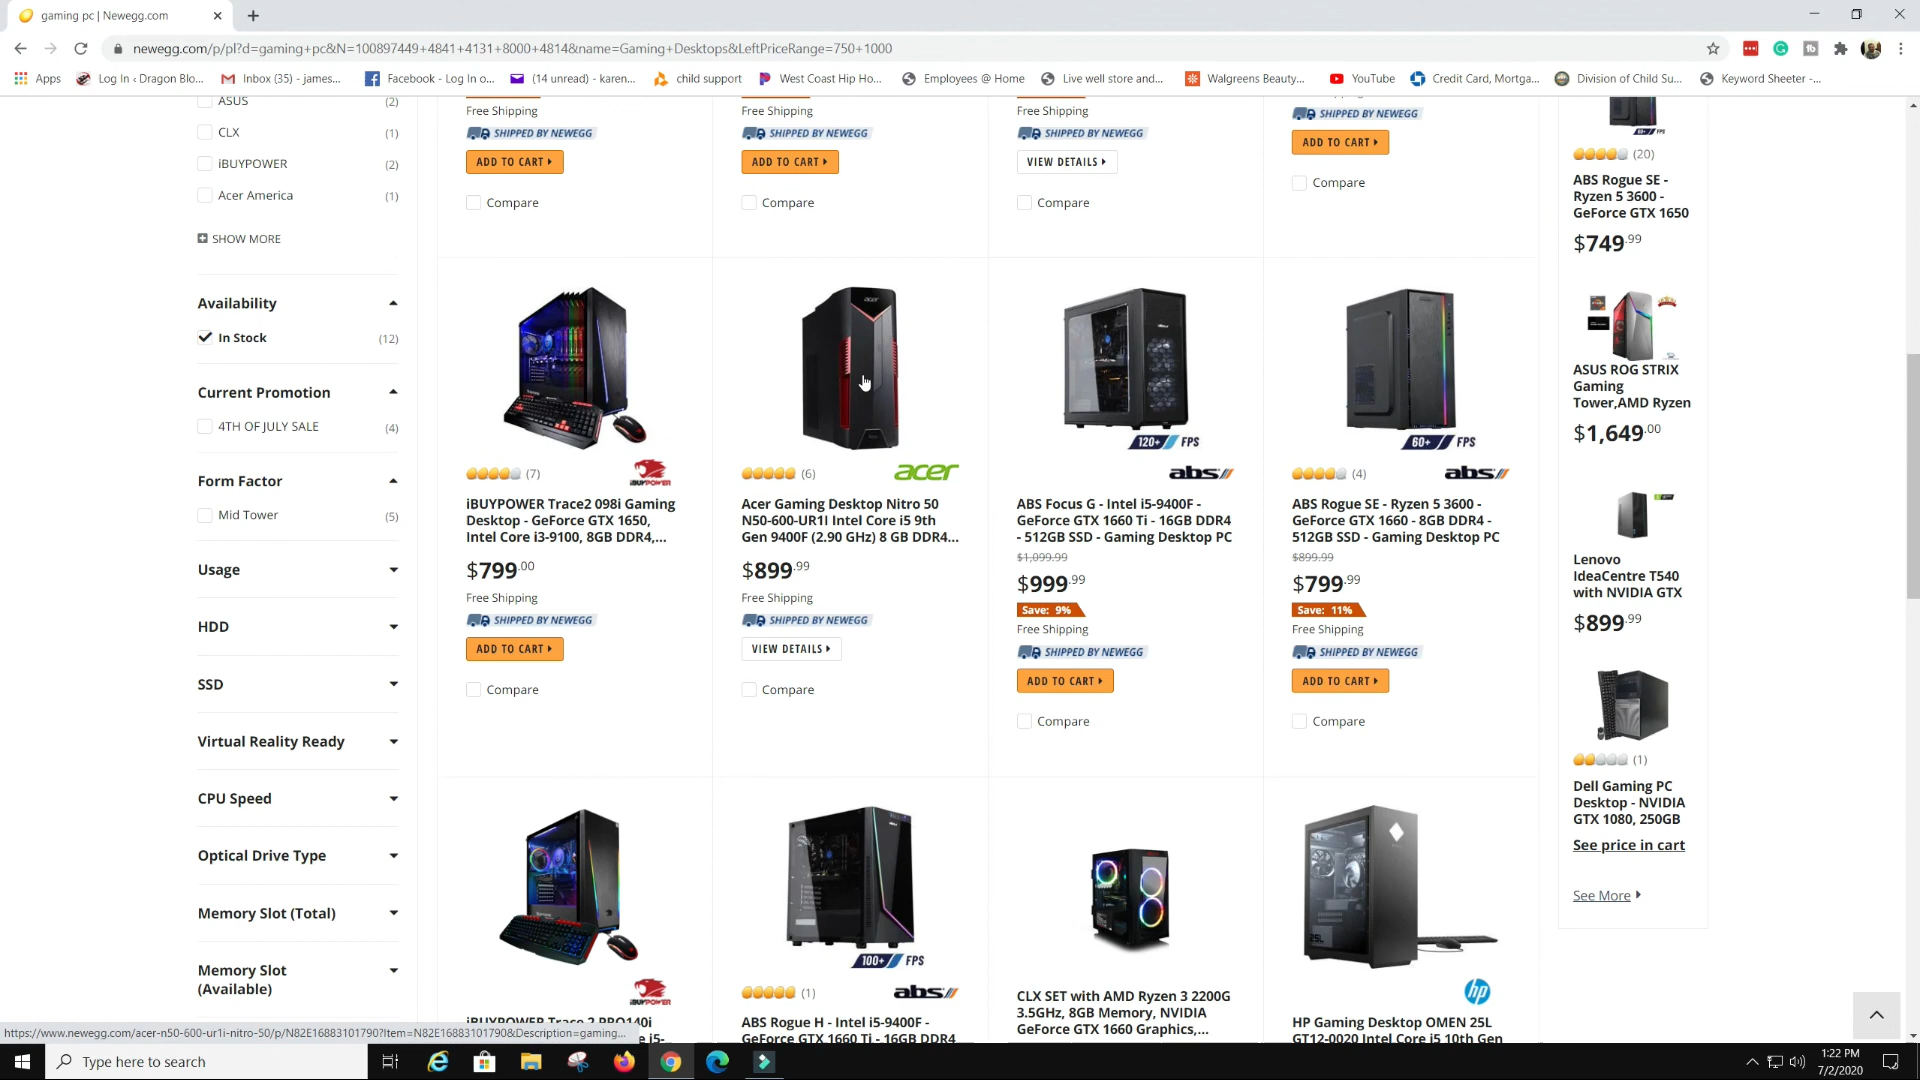 gaming pc | Newegg.com
newegg.com/p/pl?d=gaming+pc&N=100897449+4841+4131+8000+4814&name=Gaming+Desktops&LeftPriceRange=750+1000
Apps
Log In ‹ Dragon Blo...
Inbox (35) - james...
Facebook - Log In o...
(14 unread) - karen...
child support
West Coast Hip Ho...
Employees @ Home
Live well store and...
Walgreens Beauty...
YouTube
Credit Card, Mortga...
Division of Child Su...
Keyword Sheeter -...
ASUS (2)
CLX (1)
iBUYPOWER (2)
Acer America (1)
SHOW MORE
Availability
In Stock (12)
Current Promotion
4TH OF JULY SALE (4)
Form Factor
Mid Tower (5)
Usage
HDD
SSD
Virtual Reality Ready
CPU Speed
Optical Drive Type
Memory Slot (Total)
Memory Slot
(Available)
Free Shipping
SHIPPED BY NEWEGG
ADD TO CART
Compare
Free Shipping
SHIPPED BY NEWEGG
ADD TO CART
Compare
Free Shipping
SHIPPED BY NEWEGG
VIEW DETAILS
Compare
SHIPPED BY NEWEGG
ADD TO CART
Compare
(7)
iBUYPOWER
iBUYPOWER Trace2 098i Gaming
Desktop - GeForce GTX 1650,
Intel Core i3-9100, 8GB DDR4,...
$799.00
Free Shipping
SHIPPED BY NEWEGG
ADD TO CART
Compare
acer
(6)
acer
Acer Gaming Desktop Nitro 50
N50-600-UR1I Intel Core i5 9th
Gen 9400F (2.90 GHz) 8 GB DDR4...
$899.99
Free Shipping
SHIPPED BY NEWEGG
VIEW DETAILS
Compare
120+ FPS
abs
ABS Focus G - Intel i5-9400F -
GeForce GTX 1660 Ti - 16GB DDR4
- 512GB SSD - Gaming Desktop PC
$1,099.99
$999.99
Save: 9%
Free Shipping
SHIPPED BY NEWEGG
ADD TO CART
Compare
60+ FPS
(4)
abs
ABS Rogue SE - Ryzen 5 3600 -
GeForce GTX 1660 - 8GB DDR4 -
512GB SSD - Gaming Desktop PC
$899.99
$799.99
Save: 11%
Free Shipping
SHIPPED BY NEWEGG
ADD TO CART
Compare
iBUYPOWER
iBUYPOWER Trace 2 PRO140i
e i5-
100+ FPS
(1)
abs
ABS Rogue H - Intel i5-9400F -
GeForce GTX 1660 Ti - 16GB DDR4
CLX SET with AMD Ryzen 3 2200G
3.5GHz, 8GB Memory, NVIDIA
GeForce GTX 1660 Graphics,...
25L
hp
HP Gaming Desktop OMEN 25L
GT12-0020 Intel Core i5 10th Gen
60+ FPS
(20)
ABS Rogue SE -
Ryzen 5 3600 -
GeForce GTX 1650
$749.99
ASUS ROG STRIX
Gaming
Tower,AMD Ryzen
$1,649.00
Lenovo
IdeaCentre T540
with NVIDIA GTX
$899.99
(1)
Dell Gaming PC
Desktop - NVIDIA
GTX 1080, 250GB
See price in cart
See More
https://www.newegg.com/acer-n50-600-ur1i-nitro-50/p/N82E16883101790?Item=N82E16883101790&Description=gaming...
Type here to search
1:22 PM
7/2/2020